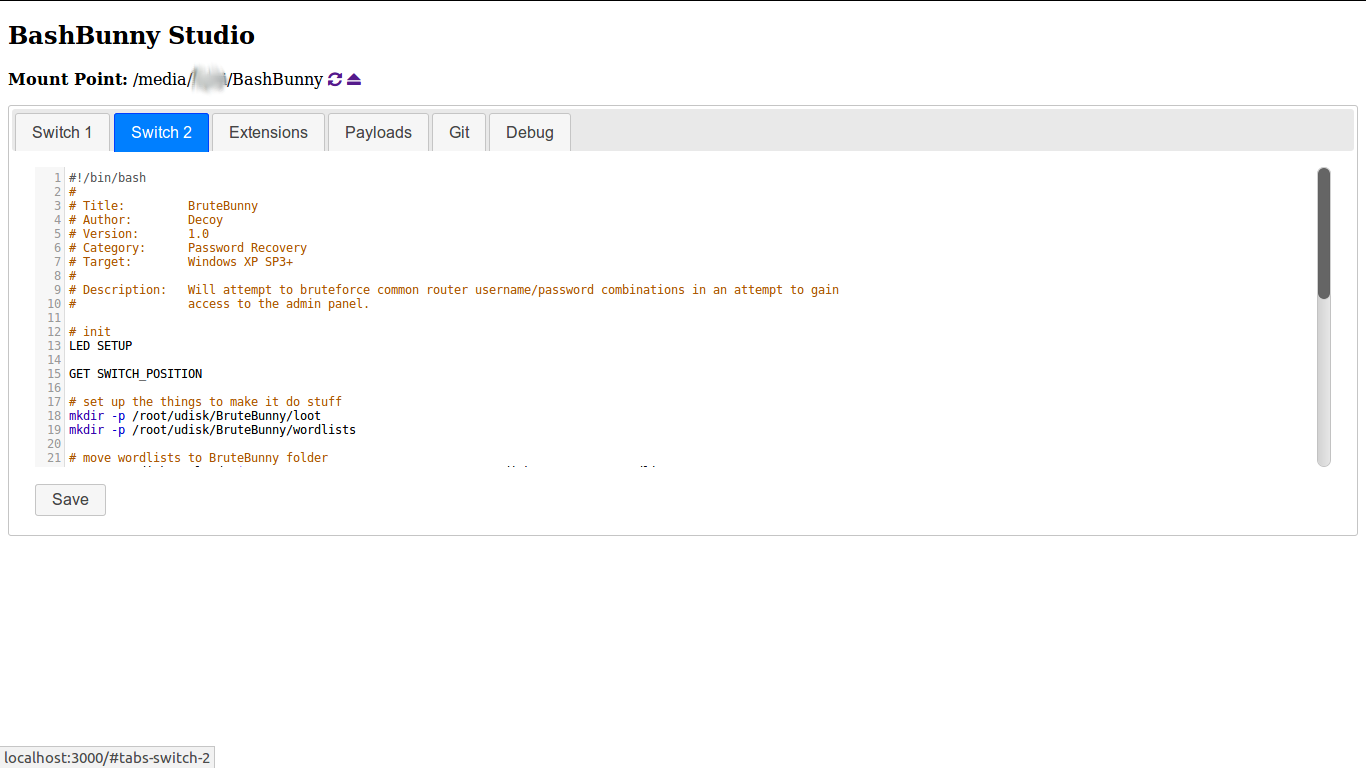 BashBunny Studio
Mount Point: /media/ /BashBunny
Switch 1 Switch 2 Extensions Payloads Git Debug
1 #!/bin/bash
2 #
3 # Title: BruteBunny
4 # Author: Decoy
5 # Version: 1.0
6 # Category: Password Recovery
7 # Target: Windows XP SP3+
8 #
9 # Description: Will attempt to bruteforce common router username/password combinations in an attempt to gain
10 # access to the admin panel.
11
12 # init
13 LED SETUP
14
15 GET SWITCH_POSITION
16
17 # set up the things to make it do stuff
18 mkdir -p /root/udisk/BruteBunny/loot
19 mkdir -p /root/udisk/BruteBunny/wordlists
20
21 # move wordlists to BruteBunny folder
Save
localhost:3000/#tabs-switch-2